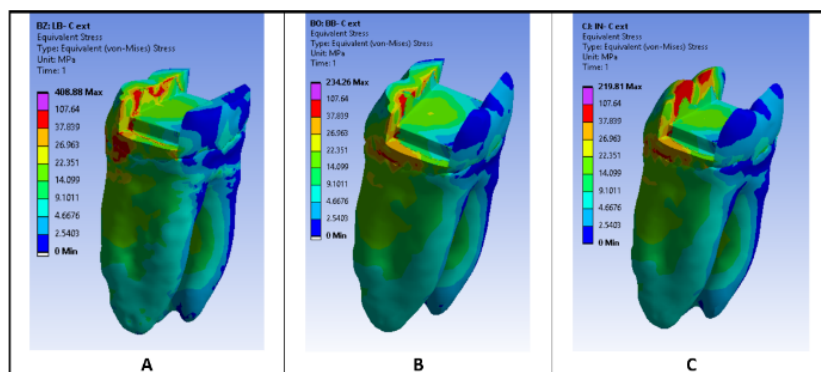 BZ: LB- C ext
Equivalent Stress
Type: Equivalent (von-Mises) Stress
Unit: MPa
Time: 1
408.88 Max
107.64
37.839
26.963
22.351
14.099
9.1011
4.6676
2.5403
0 Min
A
BO: BB- C ext
Equivalent Stress
Type: Equivalent (von-Mises) Stress
Unit: MPa
Time: 1
234.26 Max
107.64
37.839
26.963
22.351
14.099
9.1011
4.6676
2.5403
0 Min
B
CJ: IN- C ext
Equivalent Stress
Type: Equivalent (von-Mises) Stress
Unit: MPa
Time: 1
219.81 Max
107.64
37.839
26.963
22.351
14.099
9.1011
4.6676
2.5403
0 Min
C